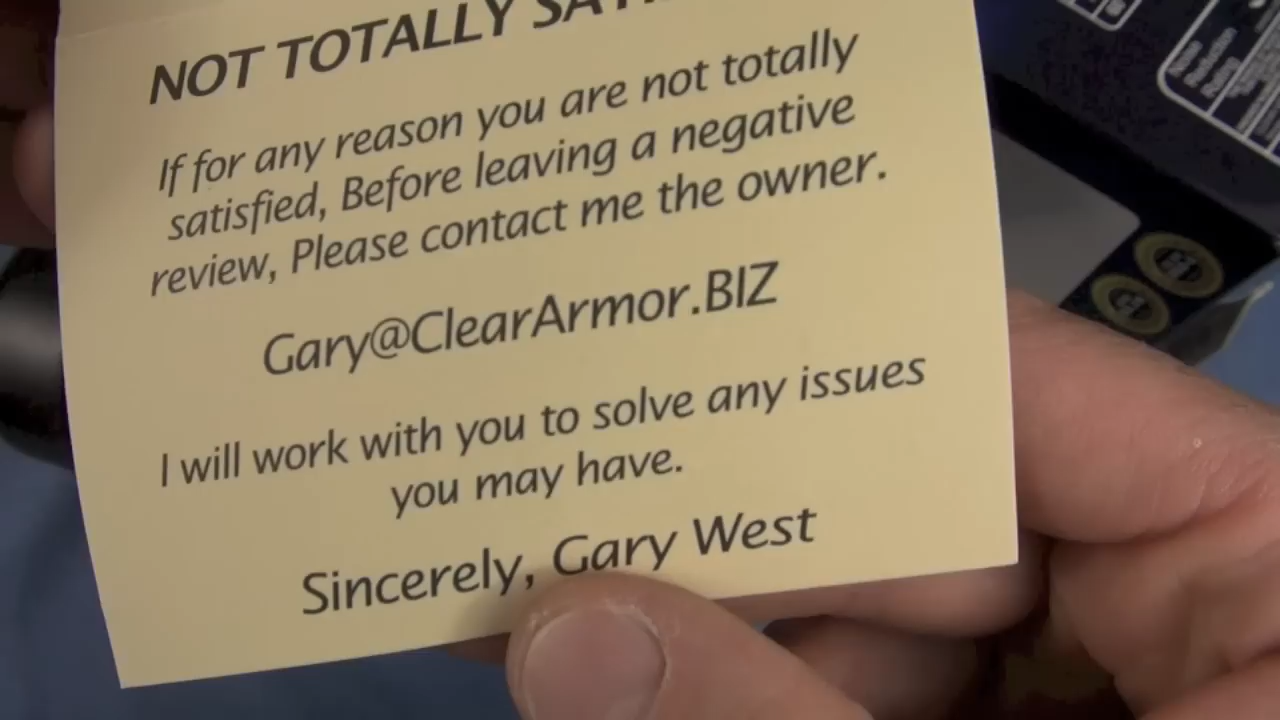 NOT TOTALLY
If for any reason you are not totally
satisfied, Before leaving a negative
review, Please contact me the owner.
Gary@ClearArmor.BIZ
I will work with you to solve any issues
you may have.
Sincerely, Gary West